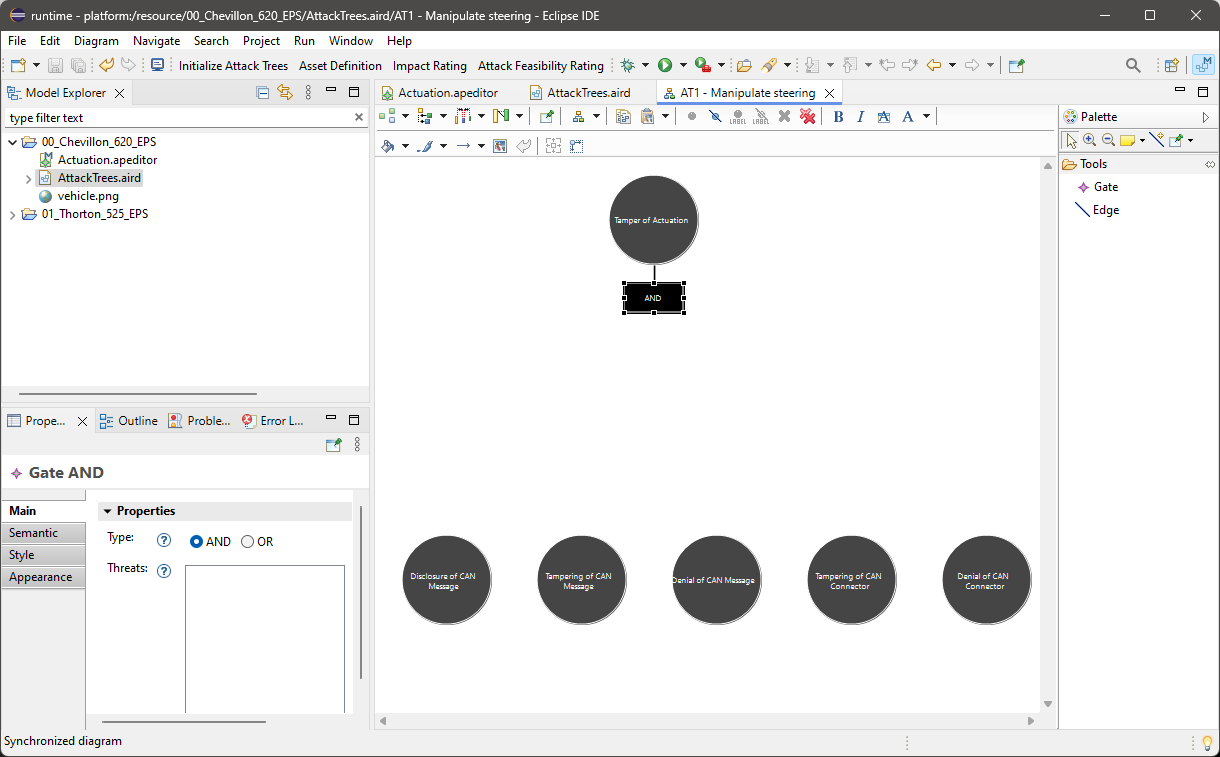 runtime - platform:/resource/00_Chevillon_620_EPS/AttackTrees.aird/AT1 - Manipulate steering - Eclipse IDE
File Edit Diagram Navigate Search Project Run Window Help
Initialize Attack Trees Asset Definition Impact Rating Attack Feasibility Rating
Model Explorer
type filter text
00_Chevillon_620_EPS
Actuation.apeditor
AttackTrees.aird
vehicle.png
01_Thorton_525_EPS
Prope... Outline Proble... Error L...
Gate AND
Main
Semantic
Style
Appearance
Properties
Type: ? AND OR
Threats: ?
Actuation.apeditor AttackTrees.aird AT1 - Manipulate steering
LABEL LABEL B I A A
Tamper of Actuation
AND
Disclosure of CAN
Message
Tampering of CAN
Message
Denial of CAN Message
Tampering of CAN
Connector
Denial of CAN
Connector
Palette
Tools
Gate
Edge
Synchronized diagram